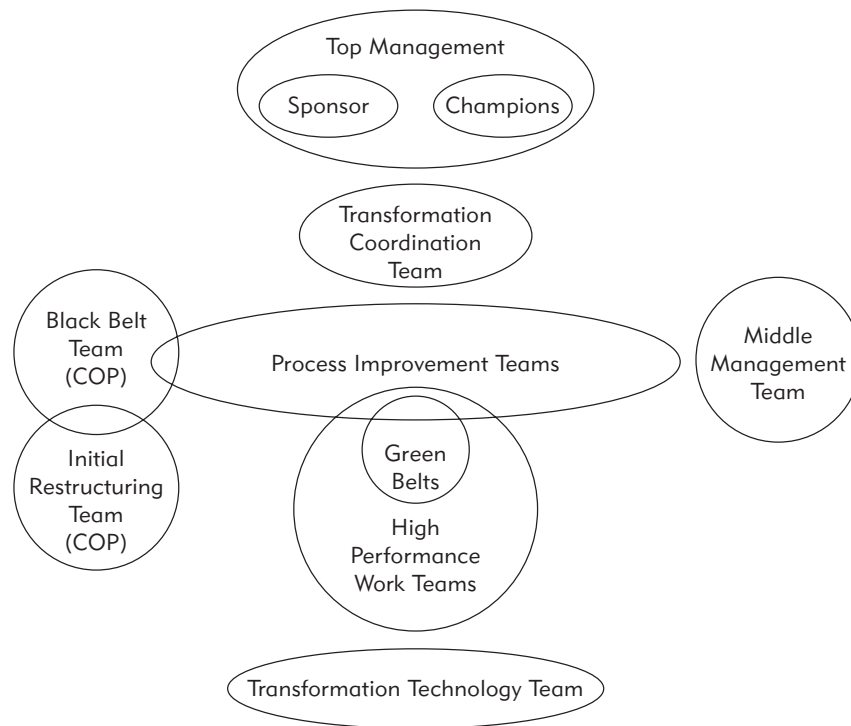 Top Management
Sponsor
Champions
Transformation
Coordination
Team
Black Belt
Team
(COP)
Process Improvement Teams
Middle
Management
Team
Initial
Restructuring
Team
(COP)
Green
Belts
High
Performance
Work Teams
Transformation Technology Team